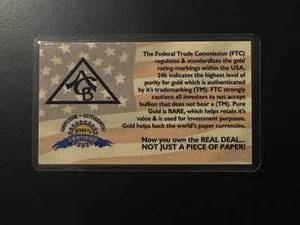 The Federal Trade Commission (FTC)
regulates & standardizes the gold
rating-markings within the USA.
24k indicates the highest level of
purity for gold which is authenticated
by it's trademarking (TM). FTC strongly
cautions all investors to not accept
bullion that does not bear a (TM). Pure
Gold is RARE, which helps retain it's
value & is used for investment purposes.
Gold helps back the world's paper currencies.
Now you own the REAL DEAL...
NOT JUST A PIECE OF PAPER!
ACB
GENUINE - AUTHENTIC
CERTIFIED